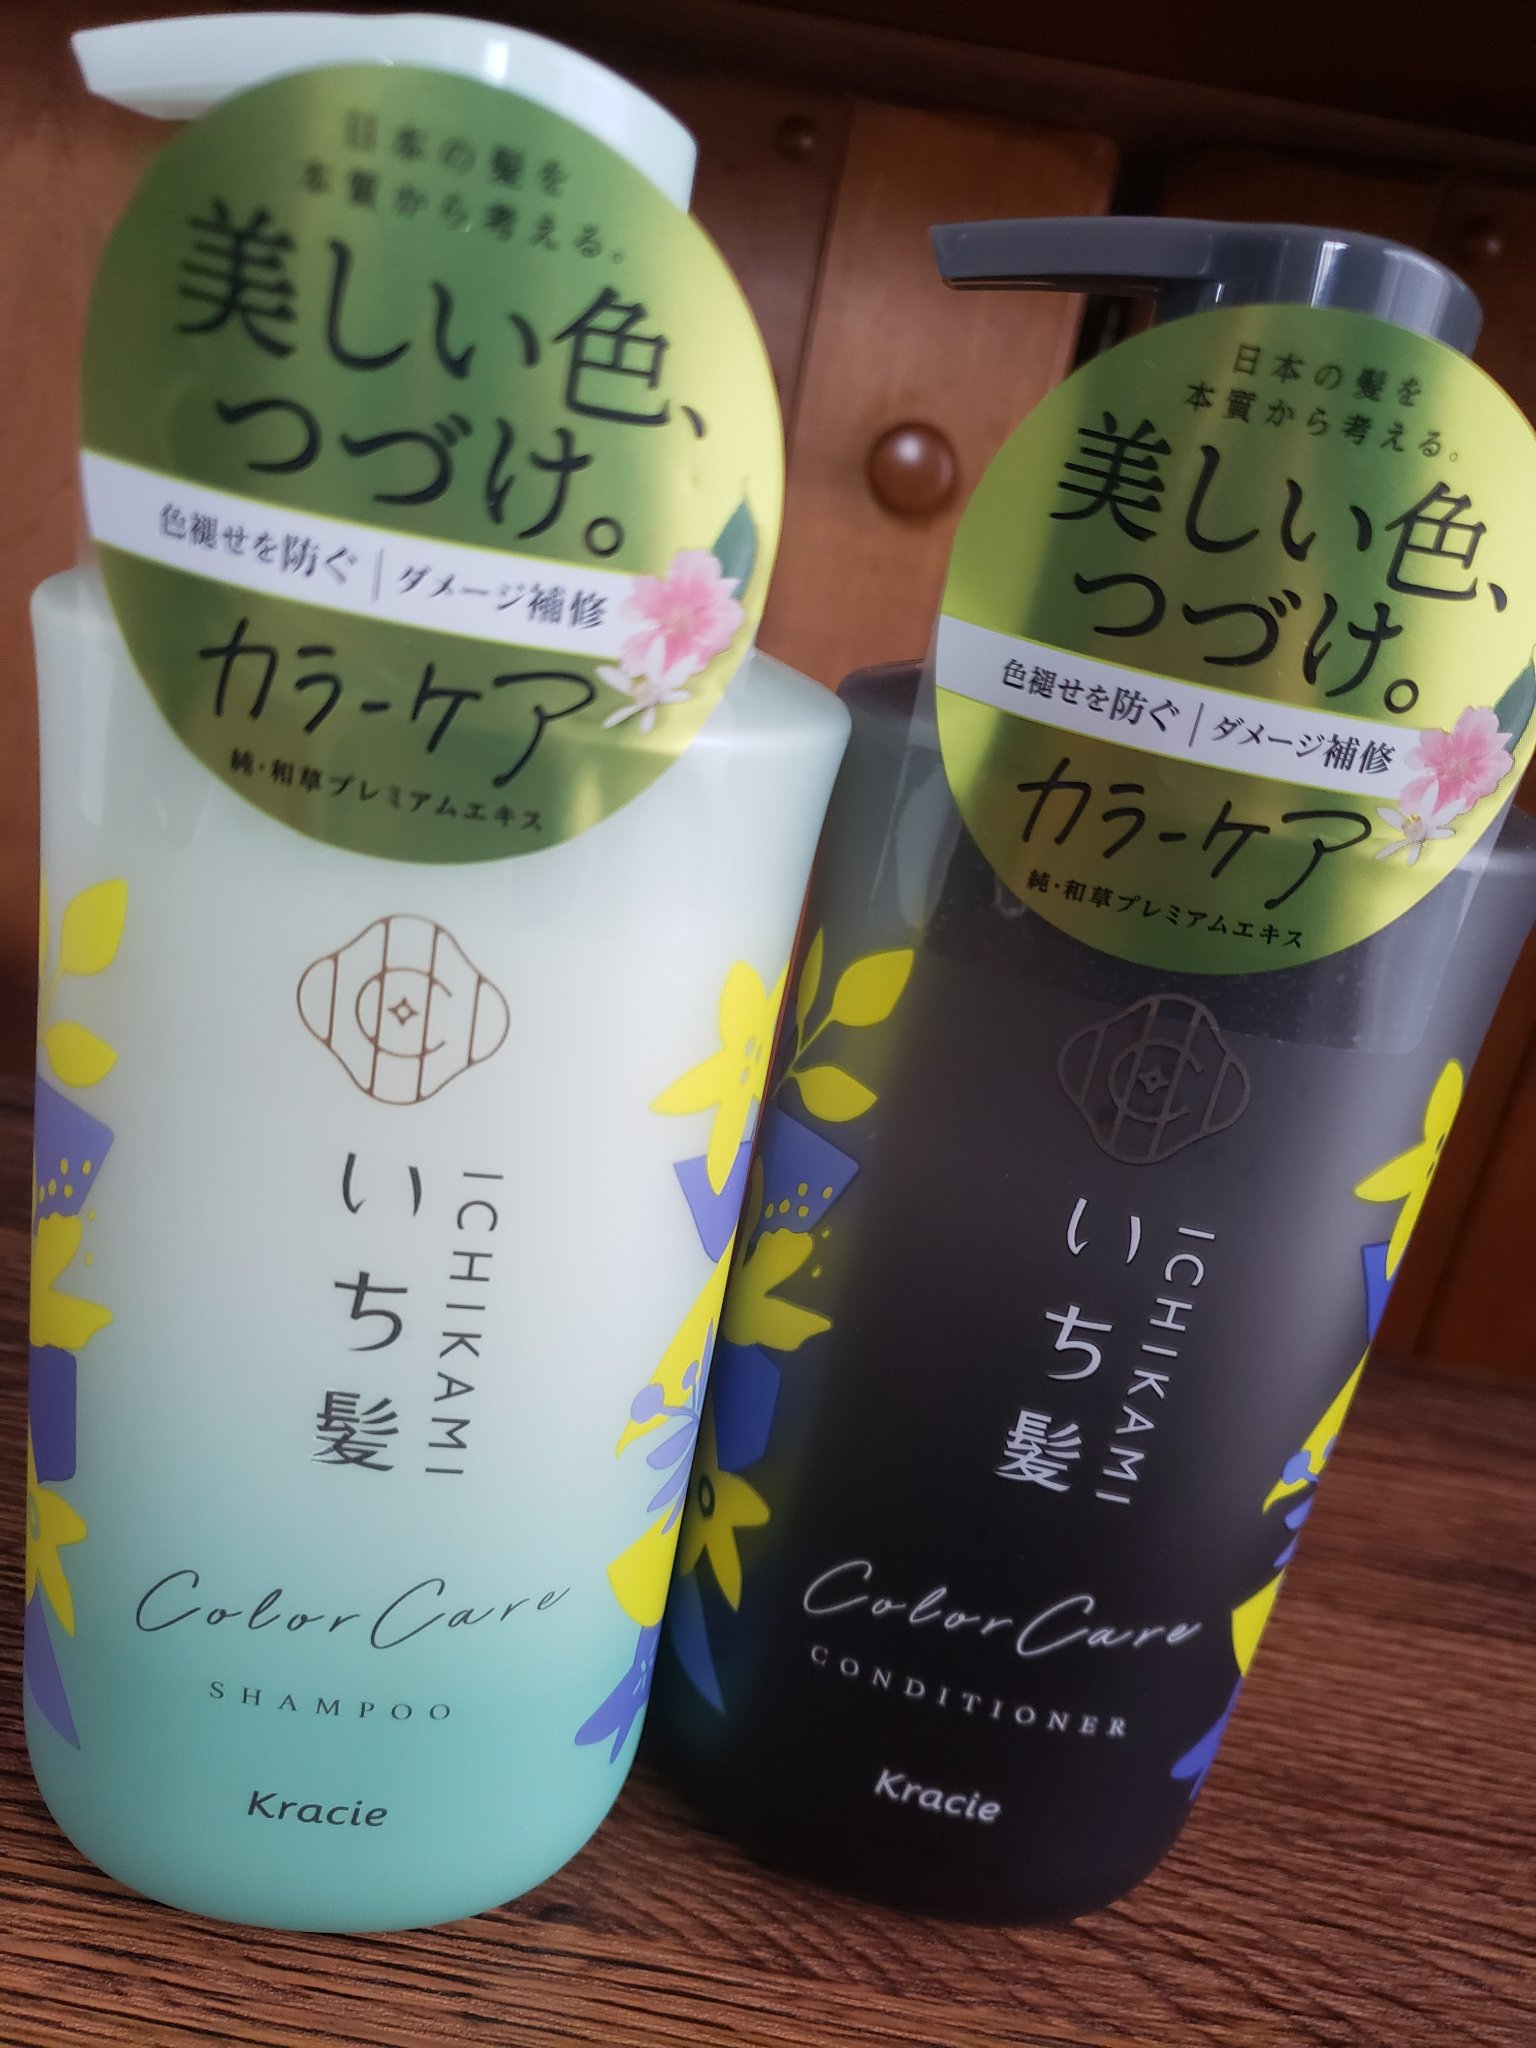 日本の髪を
本質から考える。
美しい色、
つづけ。
色褪せを防ぐ | ダメージ補修
カラーケア
純・和草プレミアムエキス
いち髪
ICHIKAMI
Color Care
SHAMPOO
Kracie
日本の髪を
本質から考える。
美しい色、
つづけ。
色褪せを防ぐ | ダメージ補修
カラーケア
純・和草プレミアムエキス
いち髪
ICHIKAMI
Color Care
CONDITIONER
Kracie